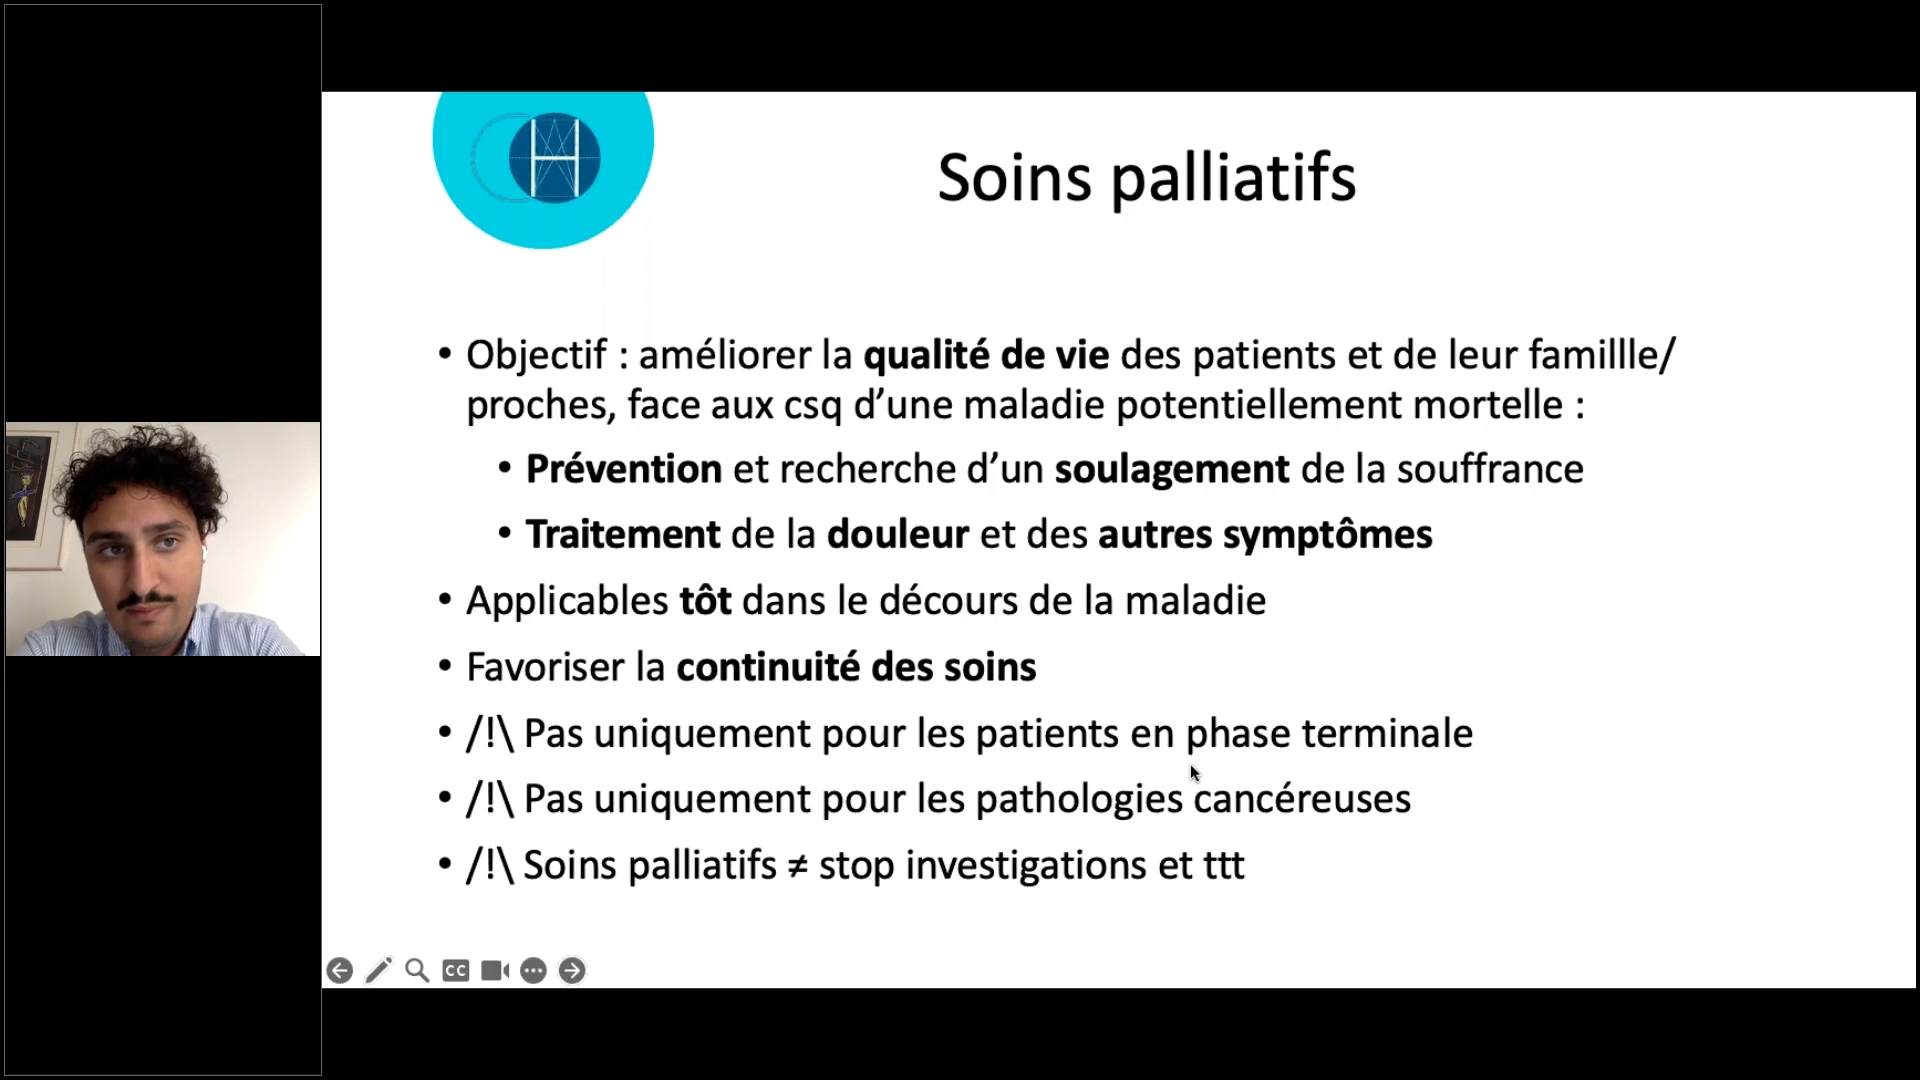 CH
Soins palliatifs
• Objectif : améliorer la qualité de vie des patients et de leur famillle/
proches, face aux csq d’une maladie potentiellement mortelle :
• Prévention et recherche d’un soulagement de la souffrance
• Traitement de la douleur et des autres symptômes
• Applicables tôt dans le décours de la maladie
• Favoriser la continuité des soins
• /!\ Pas uniquement pour les patients en phase terminale
• /!\ Pas uniquement pour les pathologies cancéreuses
• /!\ Soins palliatifs ≠ stop investigations et ttt
CC